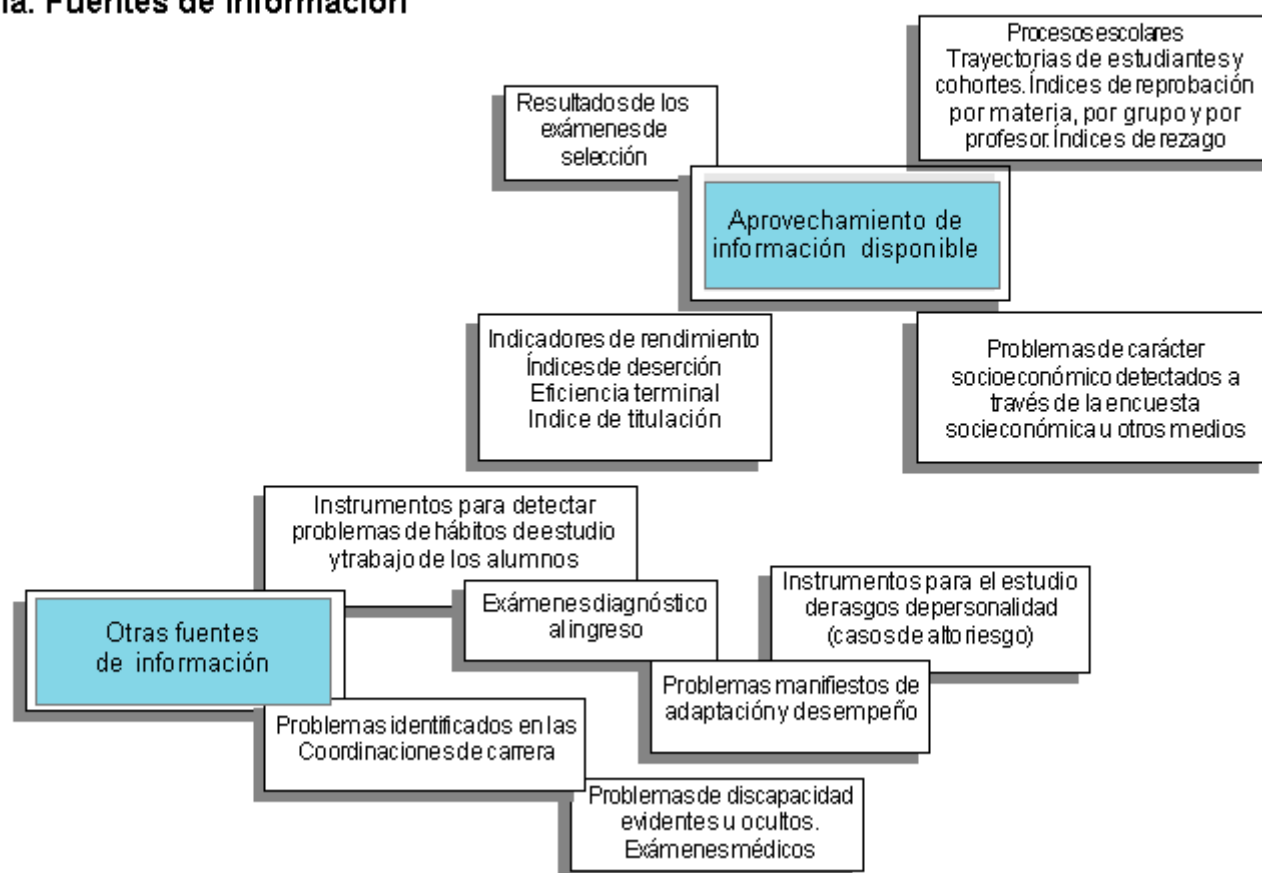 ia. Fuentes de información
Procesos escolares
Trayectorias de estudiantes y
cohortes. Índices de reprobación
por materia, por grupo y por
profesor. Índices de rezago
Resultados de los
exámenes de
selección
Aprovechamiento de
información disponible
Indicadores de rendimiento
Índices de deserción
Eficiencia terminal
Indice de titulación
Problemas de carácter
socioeconómico detectados a
través de la encuesta
socieconómica u otros medios
Instrumentos para detectar
problemas de hábitos de estudio
y trabajo de los alumnos
Otras fuentes
de información
Exámenes diagnóstico
al ingreso
Instrumentos para el estudio
de rasgos de personalidad
(casos de alto riesgo)
Problemas manifiestos de
adaptación y desempeño
Problemas identificados en las
Coordinaciones de carrera
Problemas de discapacidad
evidentes u ocultos.
Exámenes médicos